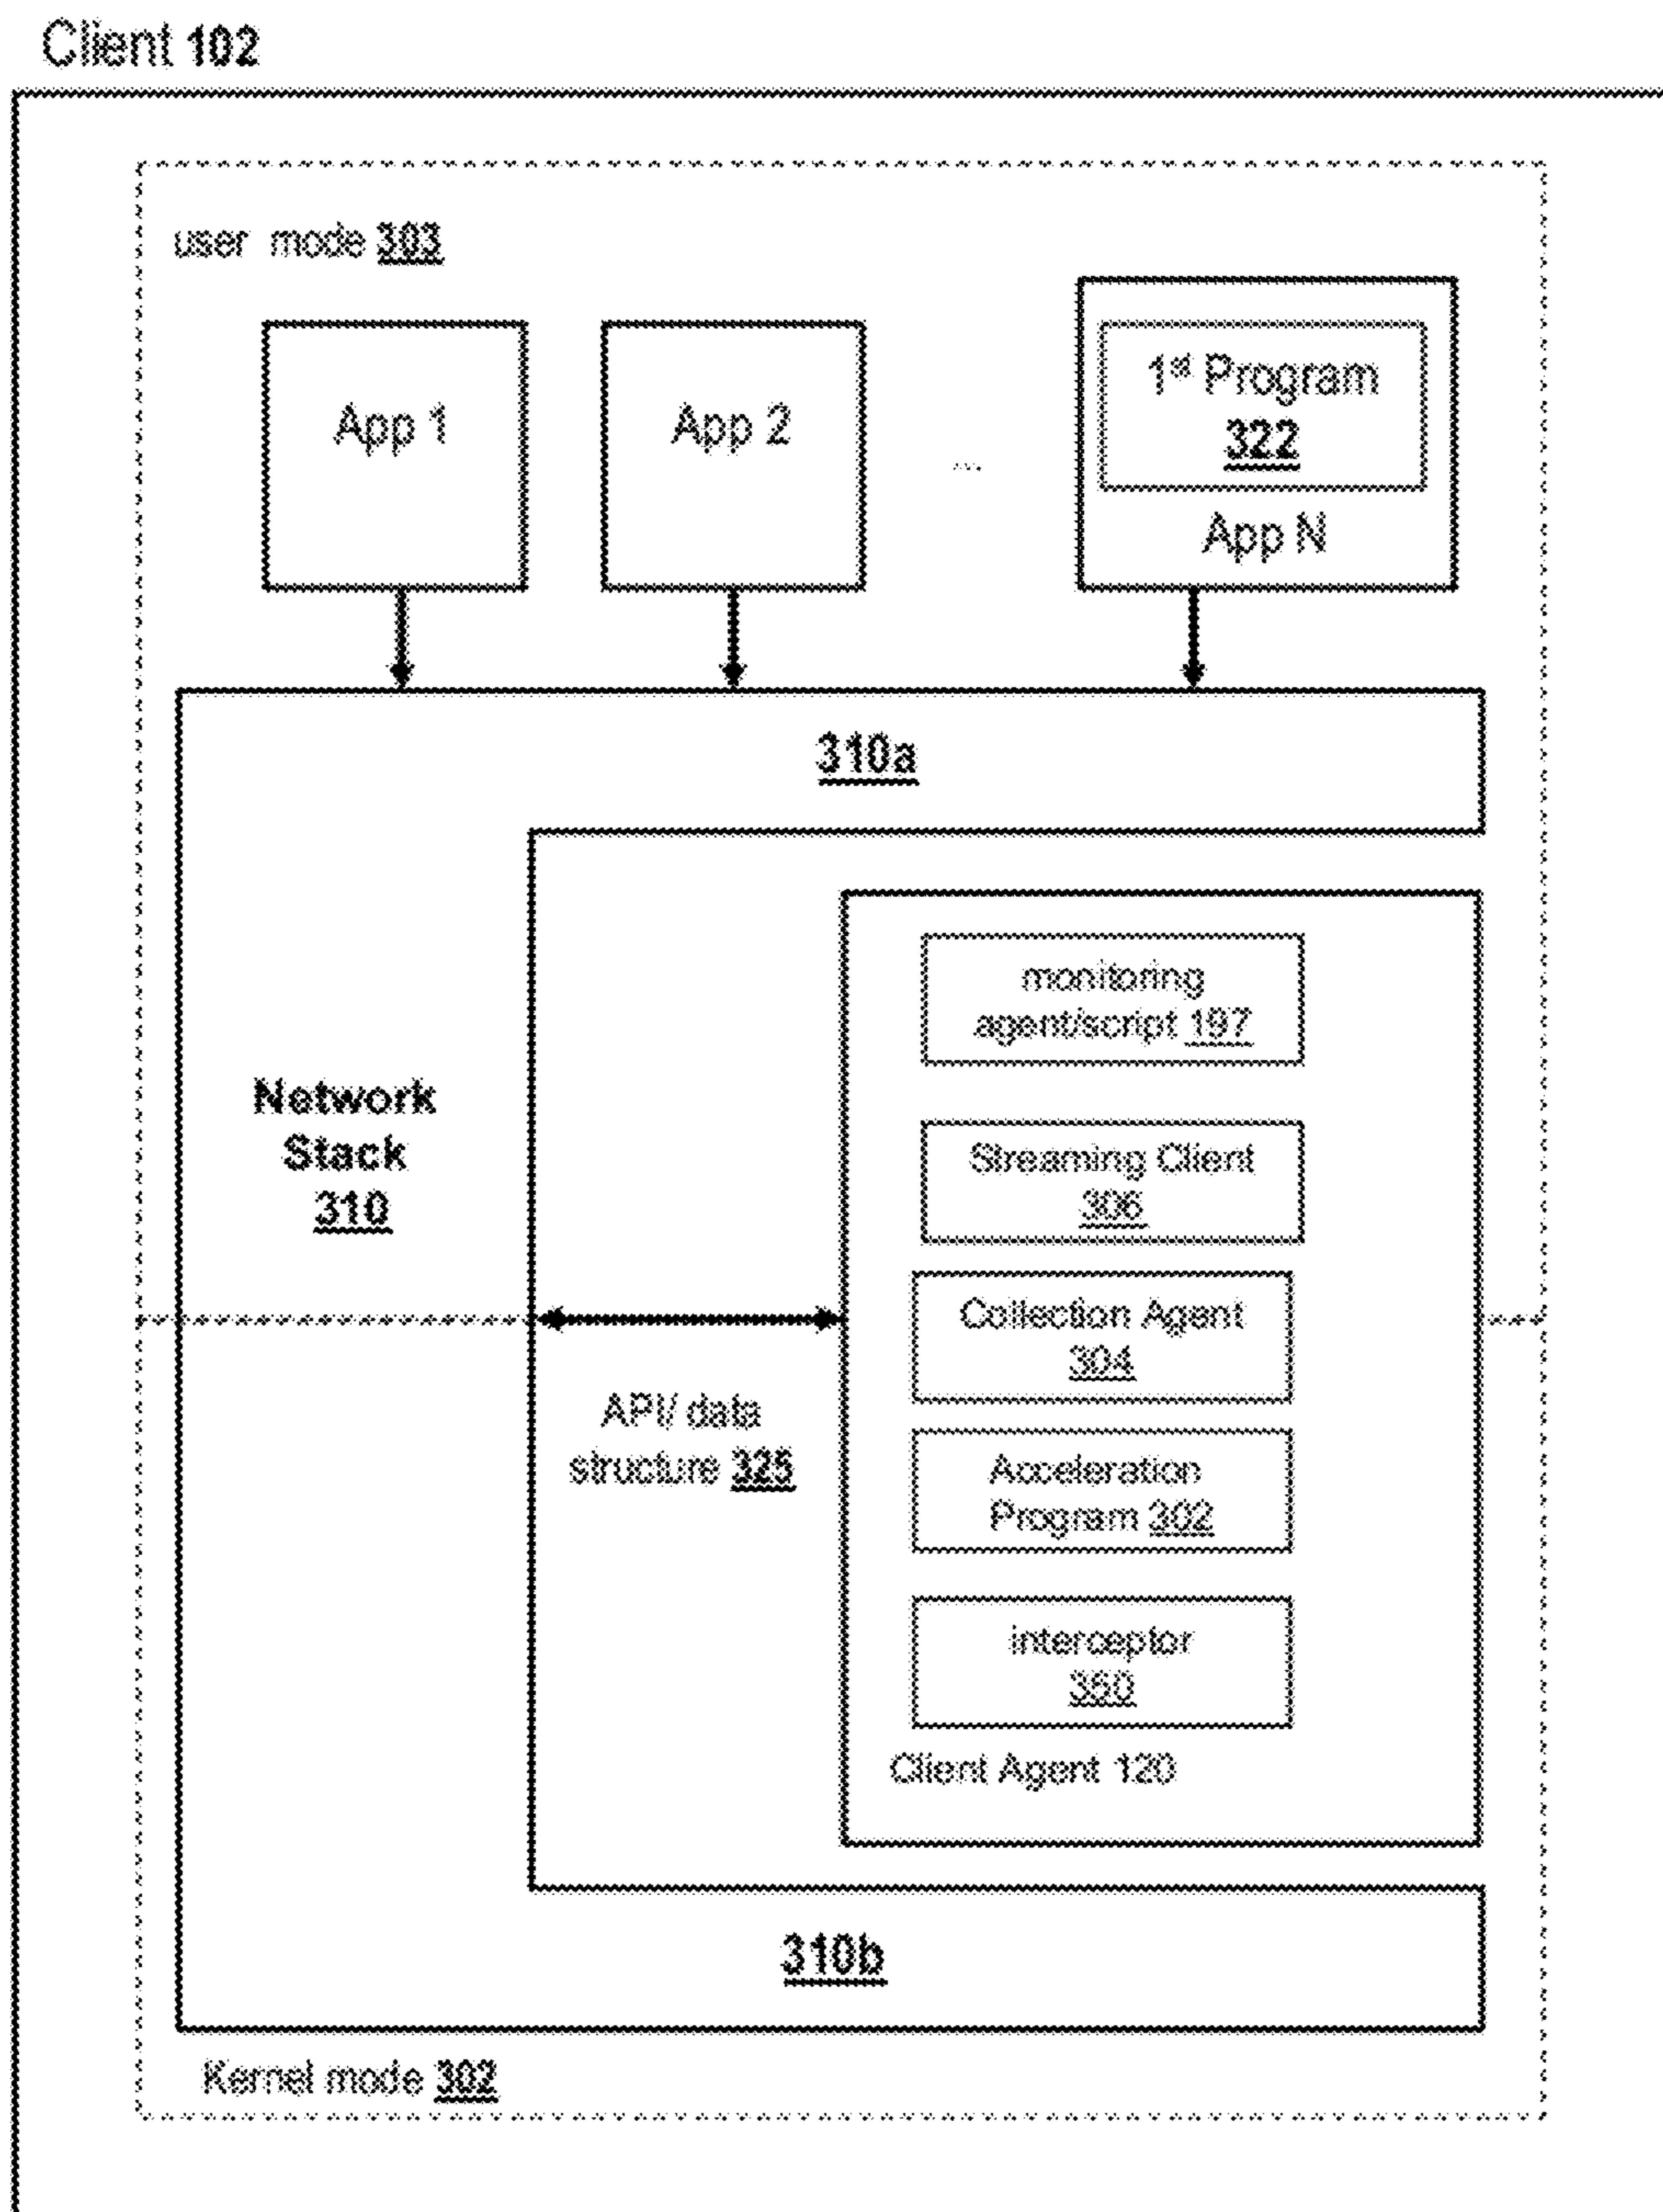 Client 102
user mode 303
App 1
App 2
...
1st Program
322
App N
310a
Network
Stack
310
monitoring
agent/script 197
Streaming Client
306
Collection Agent
304
API/ data
structure 325
Acceleration
Program 302
interceptor
350
Client Agent 120
310b
Kernel mode 302